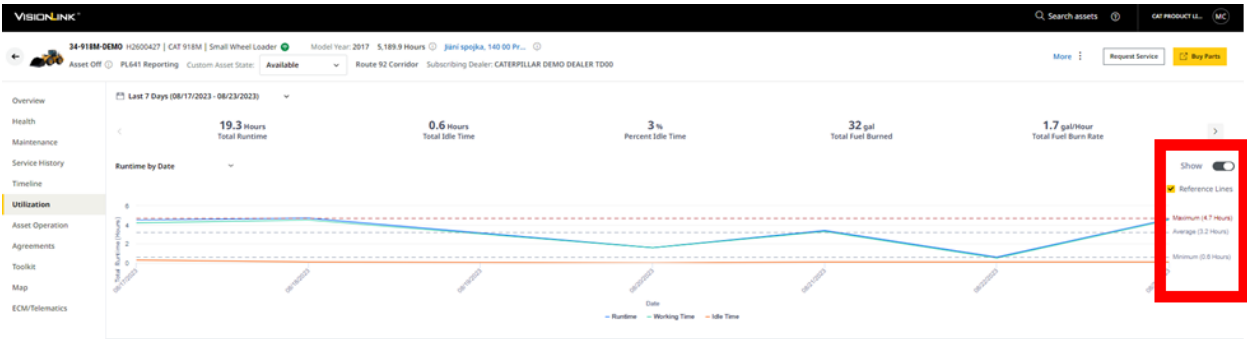 VISIONLINK
Search assets CAT PRODUCT LI... MC
34-918M-DEMO H2600427 | CAT 918M | Small Wheel Loader Model Year: 2017 5,189.9 Hours Jižní spojka, 140 00 Pr...
Asset Off PL641 Reporting Custom Asset State: Available Route 92 Corridor Subscribing Dealer: CATERPILLAR DEMO DEALER TD00
More Request Service Buy Parts
Overview
Health
Maintenance
Service History
Timeline
Utilization
Asset Operation
Agreements
Toolkit
Map
ECM/Telematics
Last 7 Days (08/17/2023 - 08/23/2023)
19.3 Hours
Total Runtime
0.6 Hours
Total Idle Time
3 %
Percent Idle Time
32 gal
Total Fuel Burned
1.7 gal/Hour
Total Fuel Burn Rate
Runtime by Date
Show
Reference Lines
Total Runtime (Hours)
6
4
2
0
Maximum (4.7 Hours)
Average (3.2 Hours)
Minimum (0.6 Hours)
08/17/2023
08/18/2023
08/19/2023
08/20/2023
08/21/2023
08/22/2023
Date
Runtime Working Time Idle Time